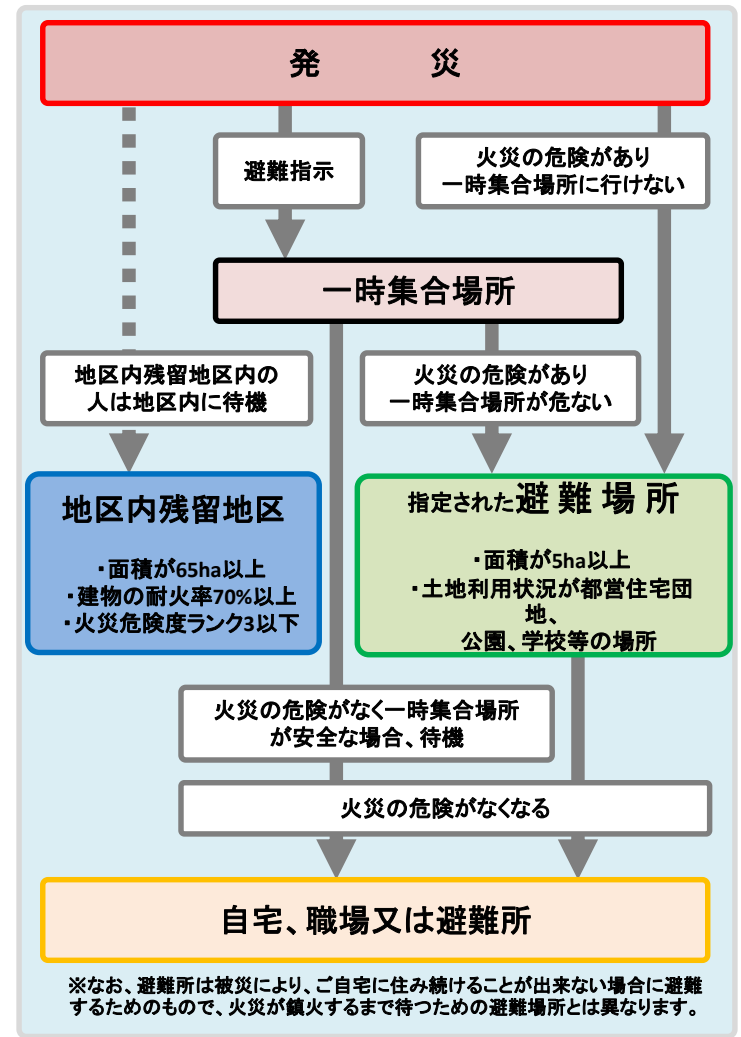 発　災
避難指示
火災の危険があり
一時集合場所に行けない
一時集合場所
地区内残留地区内の
人は地区内に待機
火災の危険があり
一時集合場所が危ない
地区内残留地区
・面積が65ha以上
・建物の耐火率70%以上
・火災危険度ランク3以下
指定された避難場所
・面積が5ha以上
・土地利用状況が都営住宅団
地、
公園、学校等の場所
火災の危険がなく一時集合場所
が安全な場合、待機
火災の危険がなくなる
自宅、職場又は避難所
※なお、避難所は被災により、ご自宅に住み続けることが出来ない場合に避難
するためのもので、火災が鎮火するまで待つための避難場所とは異なります。